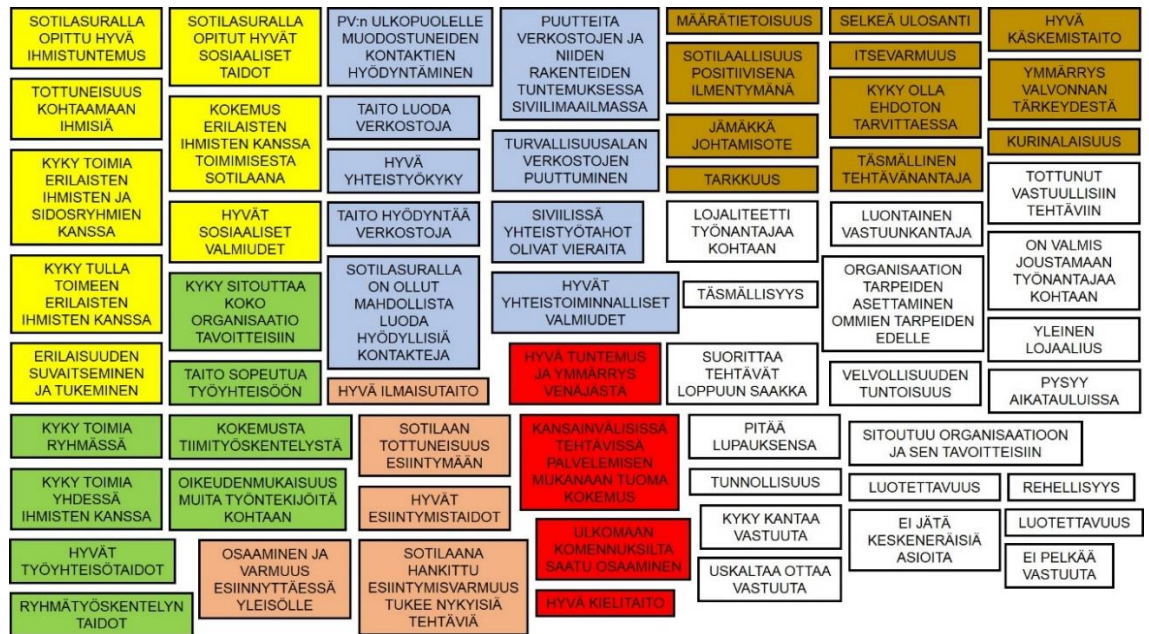 SOTILASURALLA
OPITTU HYVÄ
IHMISTUNTEMUS
TOTTUNEISUUS
KOHTAAMAAN
IHMISIÄ
KYKY TOIMIA
ERILAISTEN
IHMISTEN JA
SIDOSRYHMIEN
KANSSA
KYKY TULLA
TOIMEEN
ERILAISTEN
IHMISTEN KANSSA
ERILAISUUDEN
SUVAITSEMINEN
JA TUKEMINEN
KYKY TOIMIA
RYHMÄSSÄ
KYKY TOIMIA
YHDESSÄ
IHMISTEN KANSSA
HYVÄT
TYÖYHTEISÖTAIDOT
RYHMÄTYÖSKENTELYN
TAIDOT
SOTILASURALLA
OPITUT HYVÄT
SOSIAALISET
TAIDOT
KOKEMUS
ERILAISTEN
IHMISTEN KANSSA
TOIMIMISESTA
SOTILAANA
HYVÄT
SOSIAALISET
VALMIUDET
KYKY SITOUTTAA
KOKO
ORGANISAATIO
TAVOITTEISIIN
TAITO SOPEUTUA
TYÖYHTEISÖÖN
KOKEMUSTA
TIIMITYÖSKENTELYSTÄ
OIKEUDENMUKAISUUS
MUITA TYÖNTEKIJÖITÄ
KOHTAAN
OSAAMINEN JA
VARMUUS
ESIINNYTTÄESSÄ
YLEISÖLLE
PV:n ULKOPUOLELLE
MUODOSTUNEIDEN
KONTAKTIEN
HYÖDYNTÄMINEN
TAITO LUODA
VERKOSTOJA
HYVÄ
YHTEISTYÖKYKY
TAITO HYÖDYNTÄÄ
VERKOSTOJA
SOTILASURALLA
ON OLLUT
MAHDOLLISTA
LUODA
HYÖDYLLISIÄ
KONTAKTEJA
HYVÄ ILMAISUTAITO
SOTILAAN
TOTTUNEISUUS
ESIINTYMÄÄN
HYVÄT
ESIINTYMISTAIDOT
SOTILAANA
HANKITTU
ESIINTYMISVARMUUS
TUKEE NYKYISIÄ
TEHTÄVIÄ
PUUTTEITA
VERKOSTOJEN JA
NIIDEN
RAKENTEIDEN
TUNTEMUKSESSA
SIVIILIMAAILMASSA
TURVALLISUUSALAN
VERKOSTOJEN
PUUTTUMINEN
SIVIILISSÄ
YHTEISTYÖTAHOT
OLIVAT VIERAITA
HYVÄT
YHTEISTOIMINNALLISET
VALMIUDET
HYVÄ TUNTEMUS
JA YMMÄRRYS
VENÄJÄSTÄ
KANSAINVÄLISISSÄ
TEHTÄVISSÄ
PALVELEMISEN
MUKANAAN TUOMA
KOKEMUS
ULKOMAAN
KOMENNUKSILTA
SAATU OSAAMINEN
HYVÄ KIELITAITO
MÄÄRÄTIETOISUUS
SOTILAALLISUUS
POSITIIVISENA
ILMENTYMÄNÄ
JÄMÄKKÄ
JOHTAMISOTE
TARKKUUS
LOJALITEETTI
TYÖNANTAJAA
KOHTAAN
TÄSMÄLLISYYS
SUORITTAA
TEHTÄVÄT
LOPPUUN SAAKKA
PITÄÄ
LUPAUKSENSA
TUNNOLLISUUS
KYKY KANTAA
VASTUUTA
USKALTAA OTTAA
VASTUUTA
SELKEÄ ULOSANTI
ITSEVARMUUS
KYKY OLLA
EHDOTON
TARVITTAESSA
TÄSMÄLLINEN
TEHTÄVÄNANTAJA
LUONTAINEN
VASTUUNKANTAJA
ORGANISAATION
TARPEIDEN
ASETTAMINEN
OMMIEN TARPEIDEN
EDELLE
VELVOLLISUUDEN
TUNTOISUUS
SITOUTUU ORGANISAATIOON
JA SEN TAVOITTEISIIN
LUOTETTAVUUS
EI JÄTÄ
KESKENERÄISIÄ
ASIOITA
HYVÄ
KÄSKEMISTAITO
YMMÄRRYS
VALVONNAN
TÄRKEYDESTÄ
KURINALAISUUS
TOTTUNUT
VASTUULLISIIN
TEHTÄVIIN
ON VALMIS
JOUSTAMAAN
TYÖNANTAJAA
KOHTAAN
YLEINEN
LOJAALIUS
PYSYY
AIKATAULUISSA
REHELLISYYS
LUOTETTAVUUS
EI PELKÄÄ
VASTUUTA